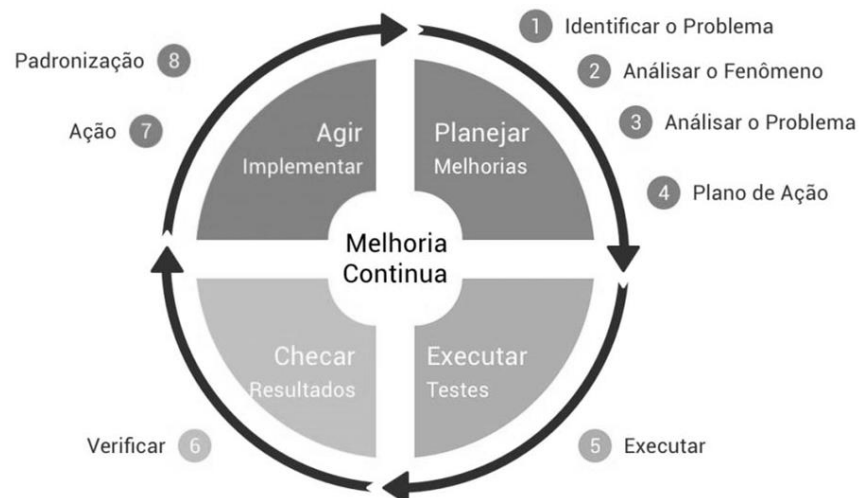 1 Identificar o Problema
2 Análisar o Fenômeno
3 Análisar o Problema
4 Plano de Ação
5 Executar
6 Verificar
7 Ação
8 Padronização
Agir
Implementar
Planejar
Melhorias
Melhoria
Continua
Checar
Resultados
Executar
Testes